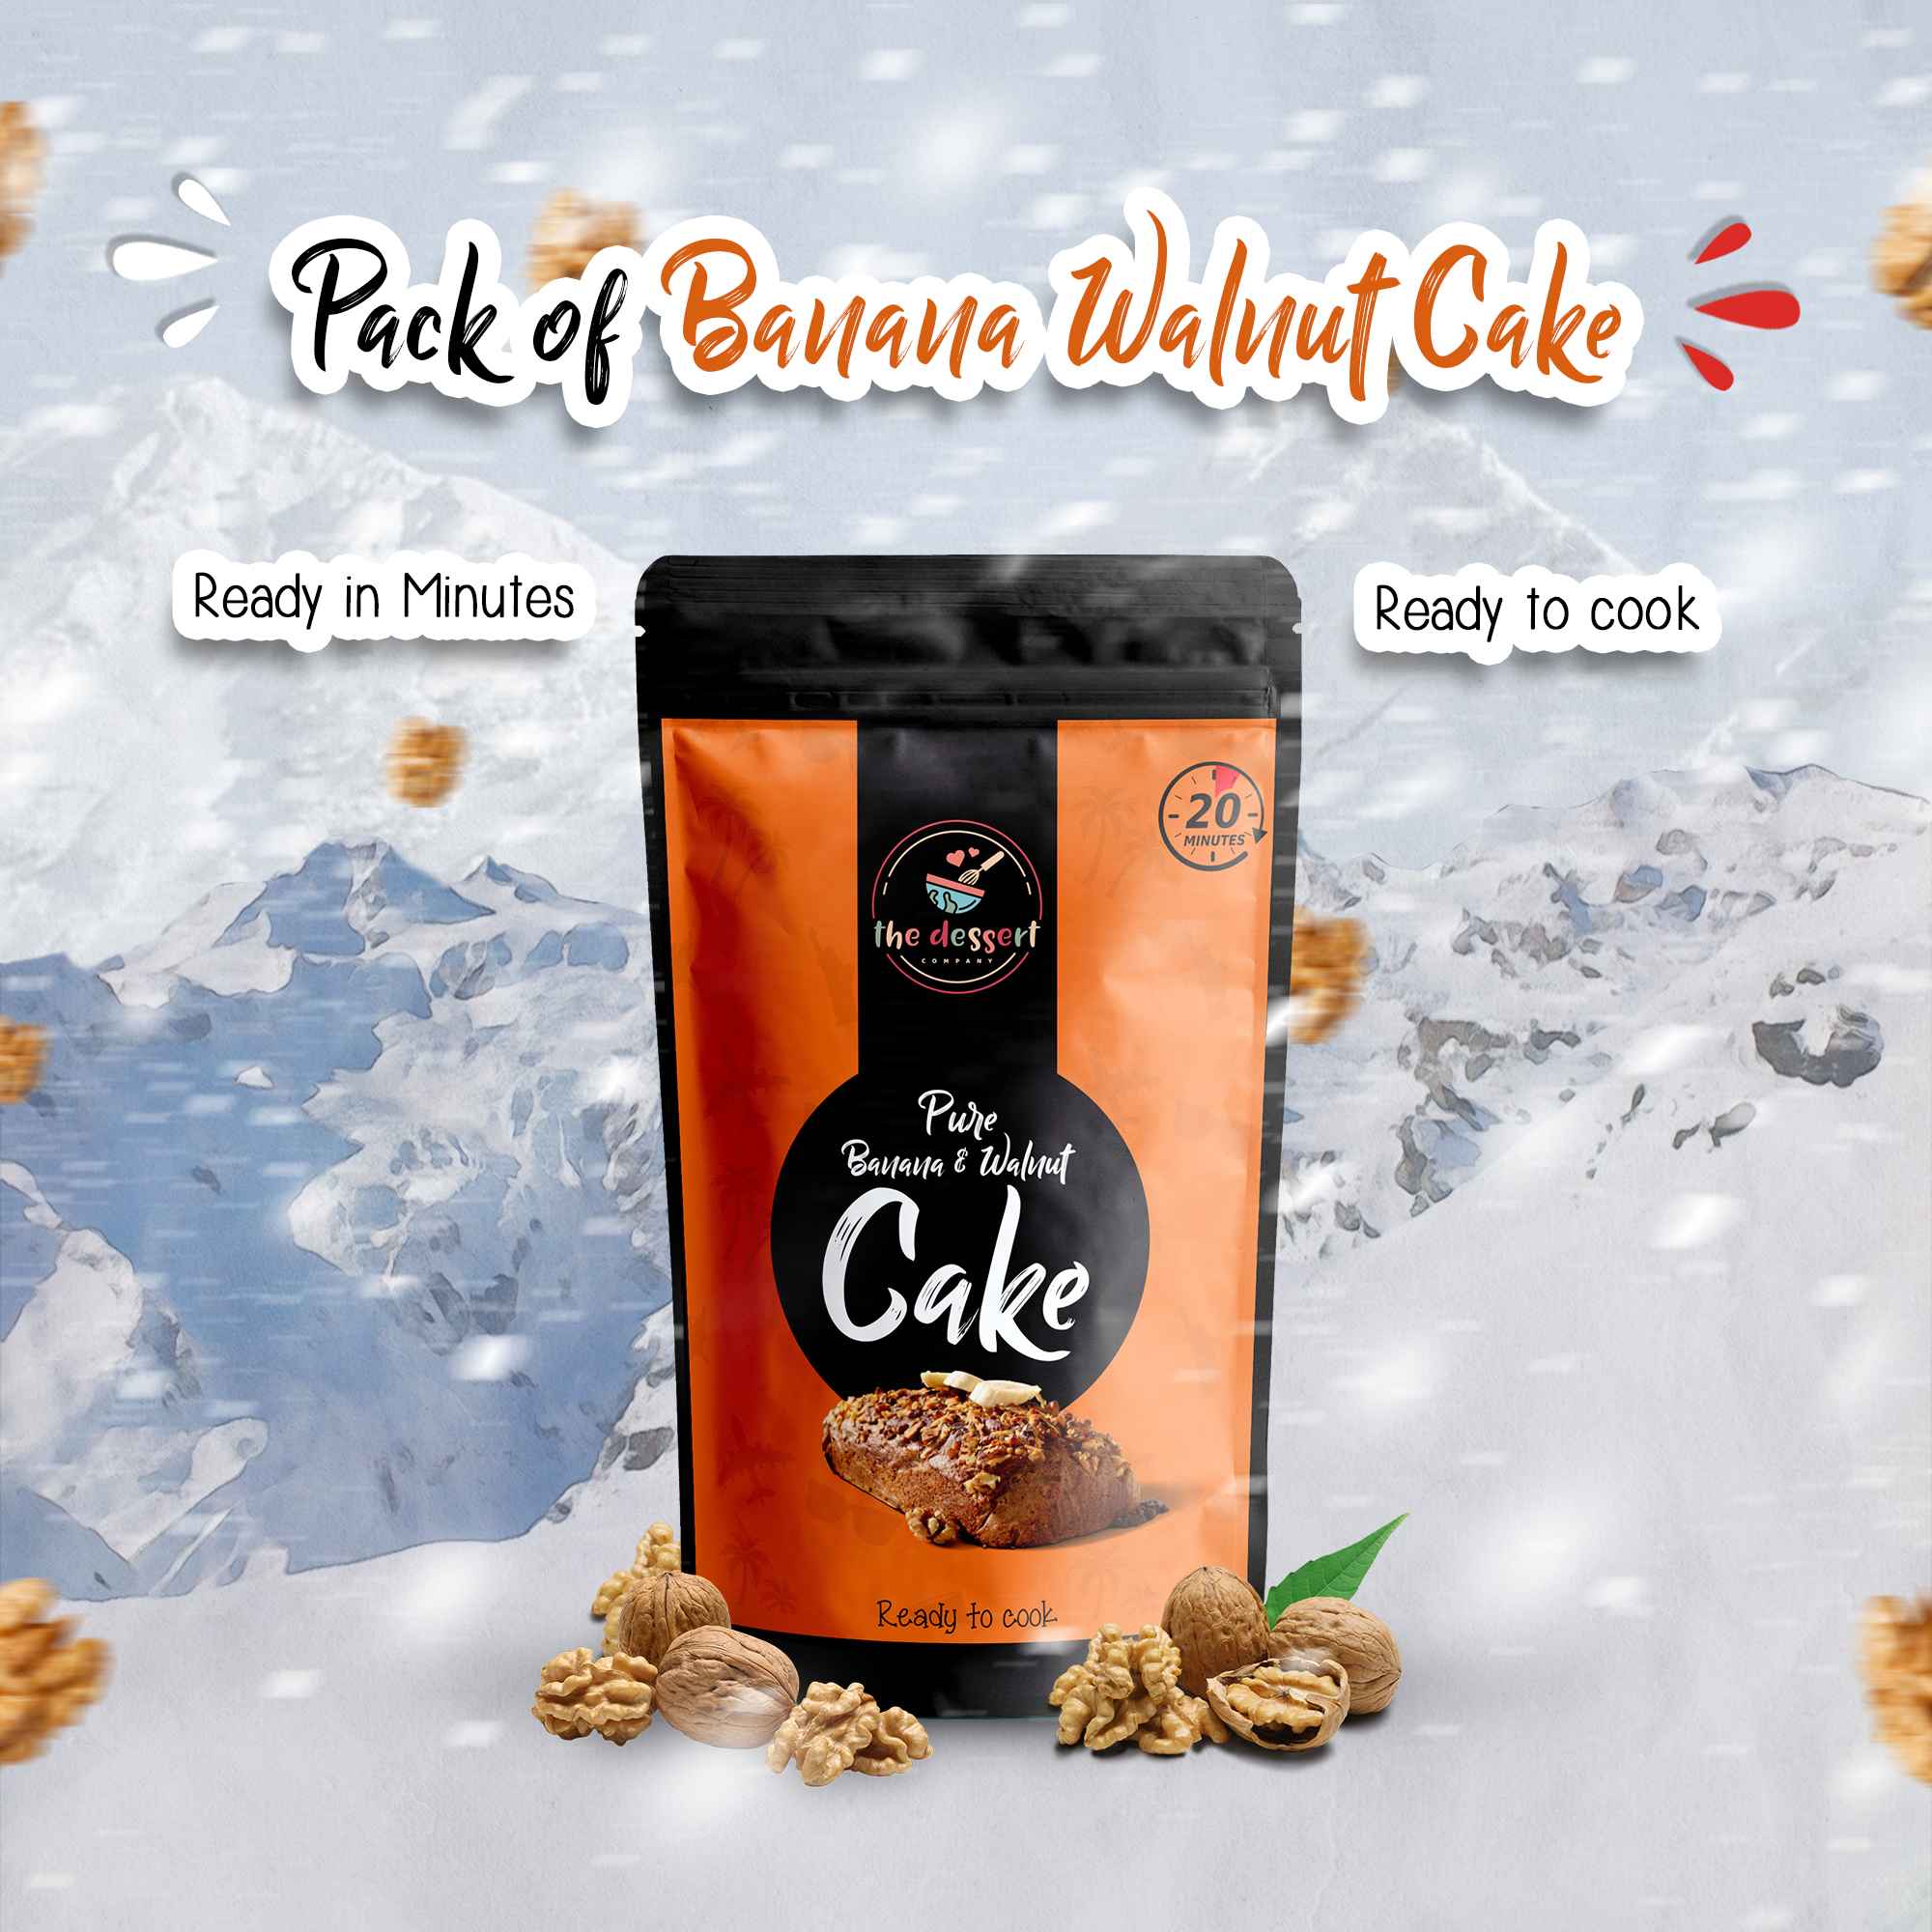 Pack of Banana Walnut Cake
Ready in Minutes
Ready to cook
20
MINUTES
the dessert
COMPANY
Pure
Banana & Walnut
Cake
Ready to cook